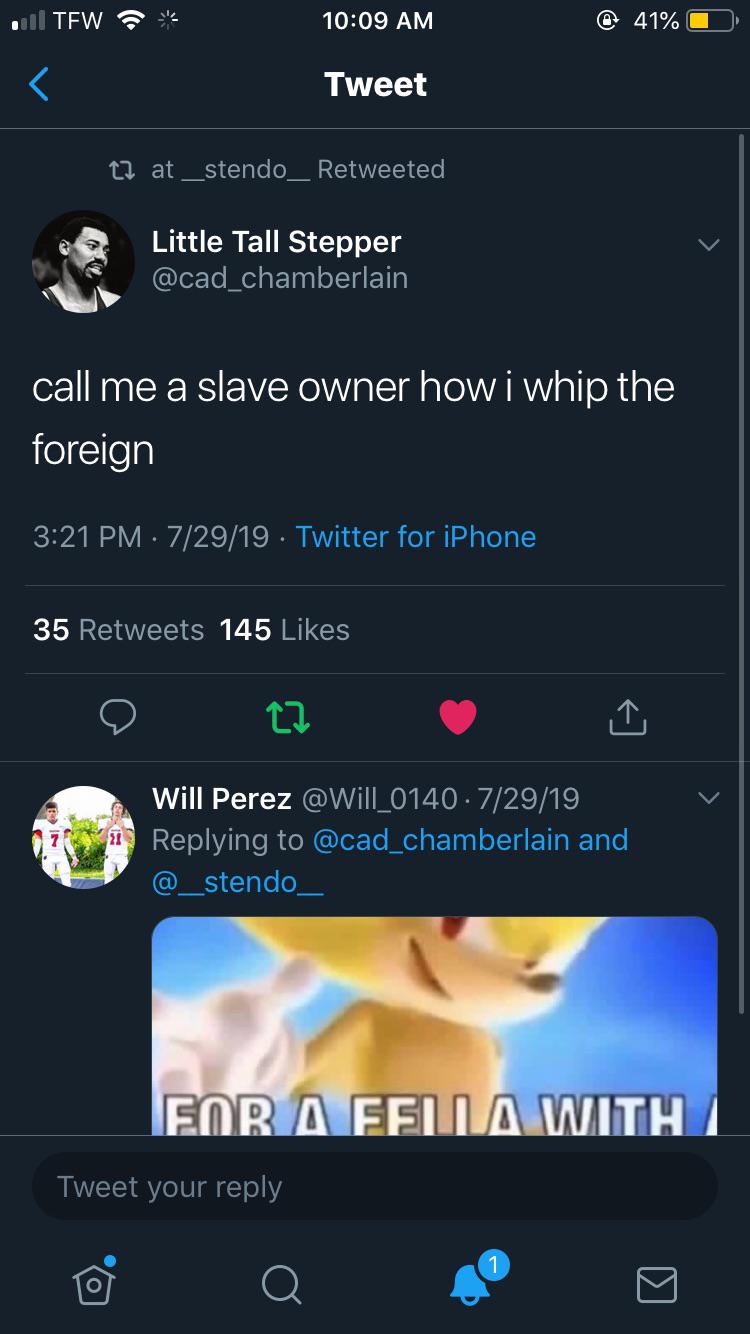 TFW 10:09 AM 41%
Tweet
at __stendo__ Retweeted
Little Tall Stepper
@cad_chamberlain
call me a slave owner how i whip the
foreign
3:21 PM · 7/29/19 · Twitter for iPhone
35 Retweets 145 Likes
Will Perez @Will_0140 · 7/29/19
Replying to @cad_chamberlain and
@__stendo__
7 11
FOR A FELLA WITH
Tweet your reply
1